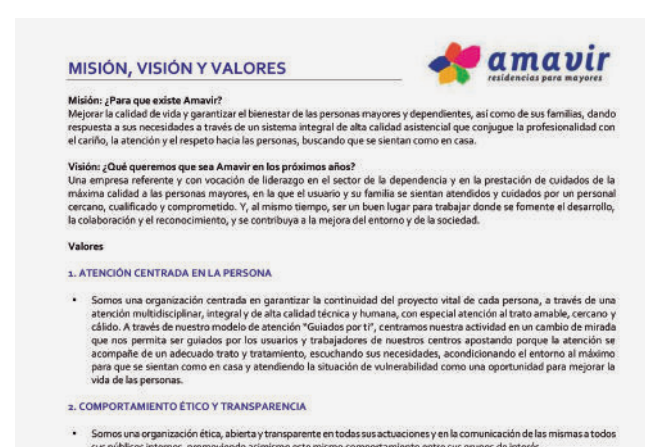 MISIÓN, VISIÓN Y VALORES
amavir
residencias para mayores
Misión: ¿Para que existe Amavir?
Mejorar la calidad de vida y garantizar el bienestar de las personas mayores y dependientes, así como de sus familias, dando
respuesta a sus necesidades a través de un sistema integral de alta calidad asistencial que conjugue la profesionalidad con
el cariño, la atención y el respeto hacia las personas, buscando que se sientan como en casa.
Visión: ¿Qué queremos que sea Amavir en los próximos años?
Una empresa referente y con vocación de liderazgo en el sector de la dependencia y en la prestación de cuidados de la
máxima calidad a las personas mayores, en la que el usuario y su familia se sientan atendidos y cuidados por un personal
cercano, cualificado y comprometido. Y, al mismo tiempo, ser un buen lugar para trabajar donde se fomente el desarrollo,
la colaboración y el reconocimiento, y se contribuya a la mejora del entorno y de la sociedad.
Valores
1. ATENCIÓN CENTRADA EN LA PERSONA
• Somos una organización centrada en garantizar la continuidad del proyecto vital de cada persona, a través de una
atención multidisciplinar, integral y de alta calidad técnica y humana, con especial atención al trato amable, cercano y
cálido. A través de nuestro modelo de atención "Guiados por ti", centramos nuestra actividad en un cambio de mirada
que nos permita ser guiados por los usuarios y trabajadores de nuestros centros apostando porque la atención se
acompañe de un adecuado trato y tratamiento, escuchando sus necesidades, acondicionando el entorno al máximo
para que se sientan como en casa y atendiendo la situación de vulnerabilidad como una oportunidad para mejorar la
vida de las personas.
2. COMPORTAMIENTO ÉTICO Y TRANSPARENCIA
• Somos una organización ética, abierta y transparente en todas sus actuaciones y en la comunicación de las mismas a todos
sus públicos internos, promoviendo asimismo este mismo comportamiento entre sus grupos de interés.